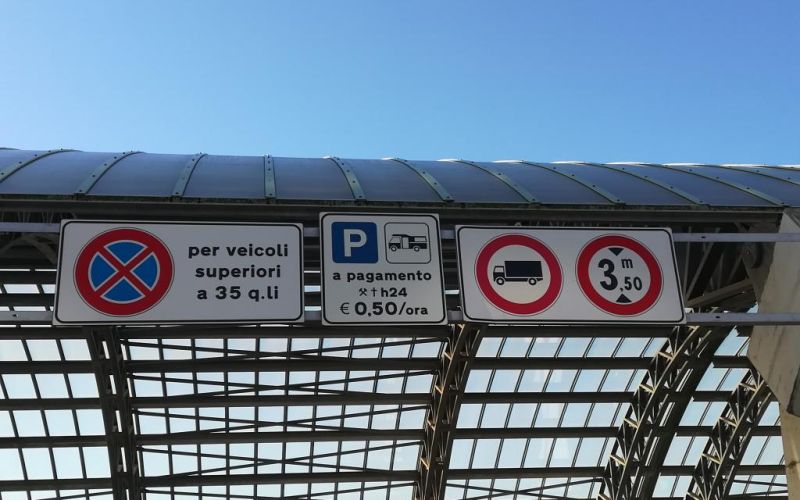 per veicoli
superiori
a 35 q.li
P
a pagamento
⚒ † h24
€ 0,50/ora
3 m ,50